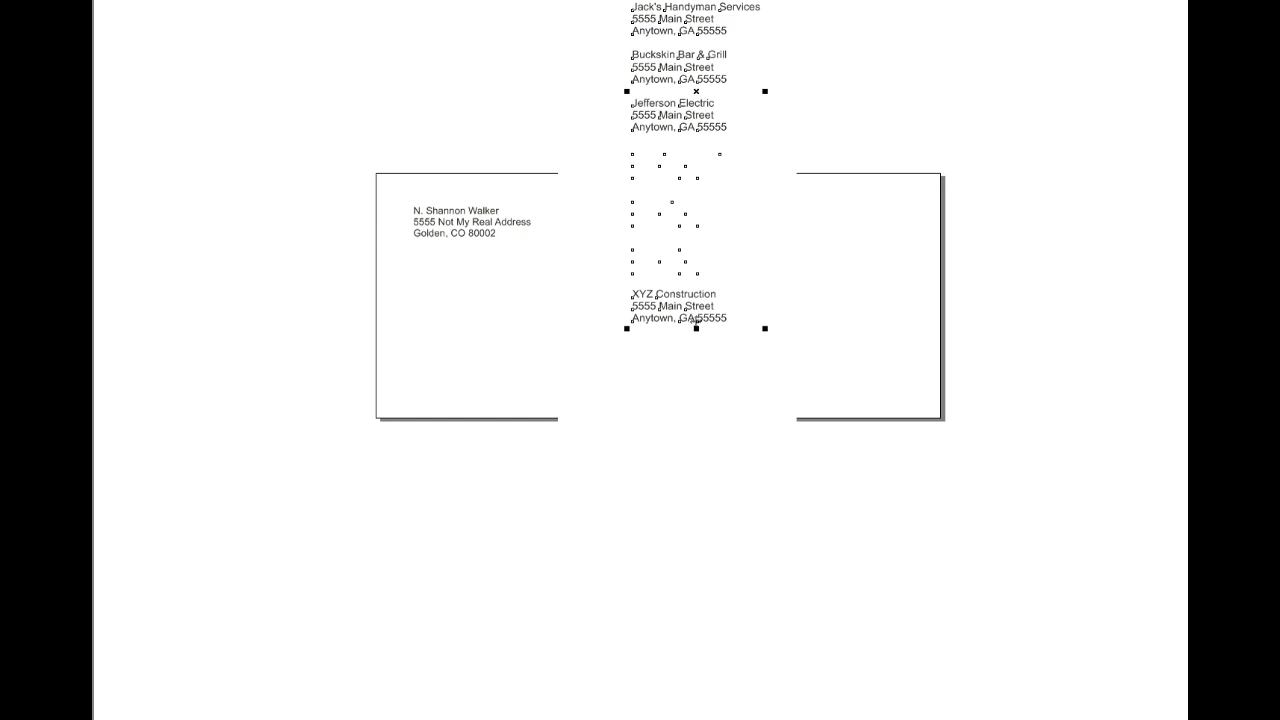 Jack's Handyman Services
5555 Main Street
Anytown, GA 55555
Buckskin Bar & Grill
5555 Main Street
Anytown, GA 55555
Jefferson Electric
5555 Main Street
Anytown, GA 55555
N. Shannon Walker
5555 Not My Real Address
Golden, CO 80002
XYZ Construction
5555 Main Street
Anytown, GA 55555